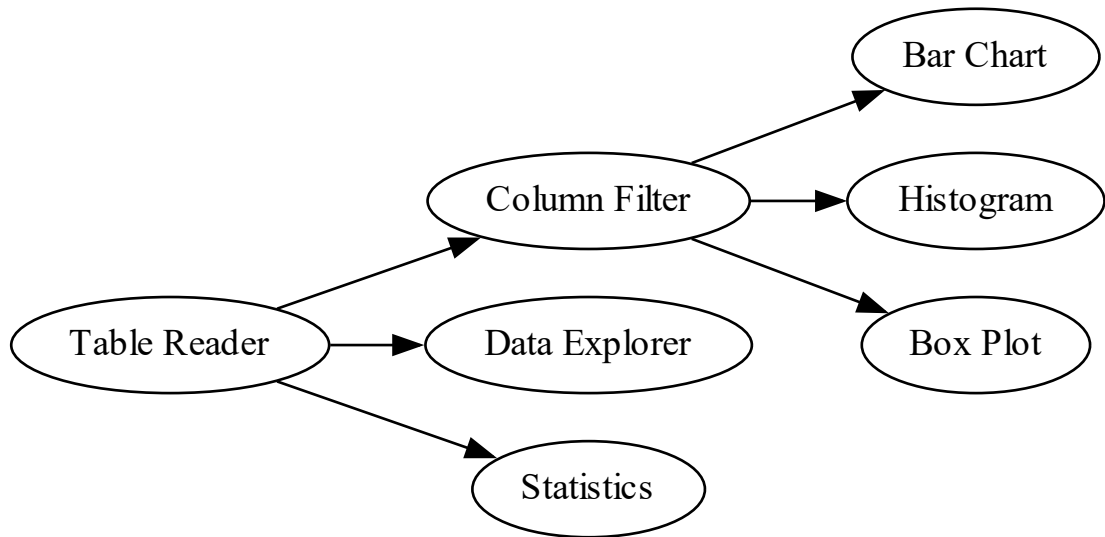 Bar Chart
Column Filter
Histogram
Table Reader
Data Explorer
Box Plot
Statistics